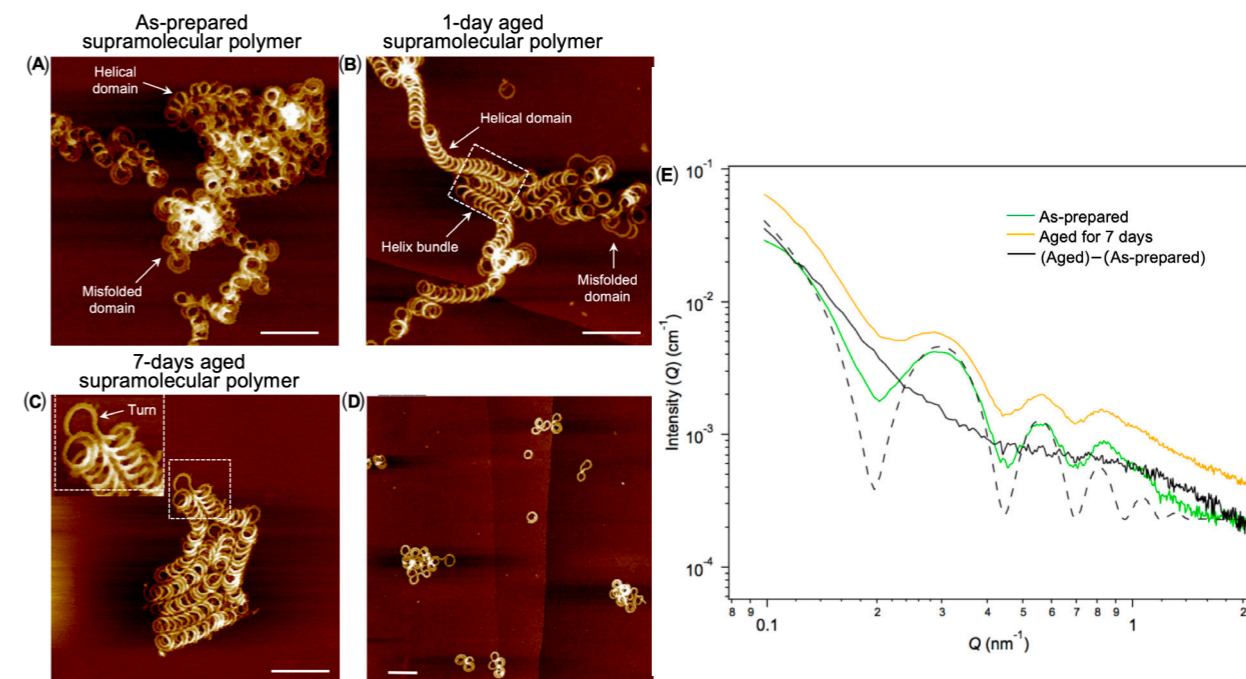 As-prepared
supramolecular polymer
1-day aged
supramolecular polymer
(A)
Helical
domain
Misfolded
domain
(B)
Helical domain
Helix bundle
Misfolded
domain
7-days aged
supramolecular polymer
(C)
Turn
(D)
(E)
10-1
10-2
10-3
10-4
Intensity (Q) (cm-1)
As-prepared
Aged for 7 days
(Aged)−(As-prepared)
8 9 2 3 4 5 6 7 8 9 2
0.1 1
Q (nm-1)